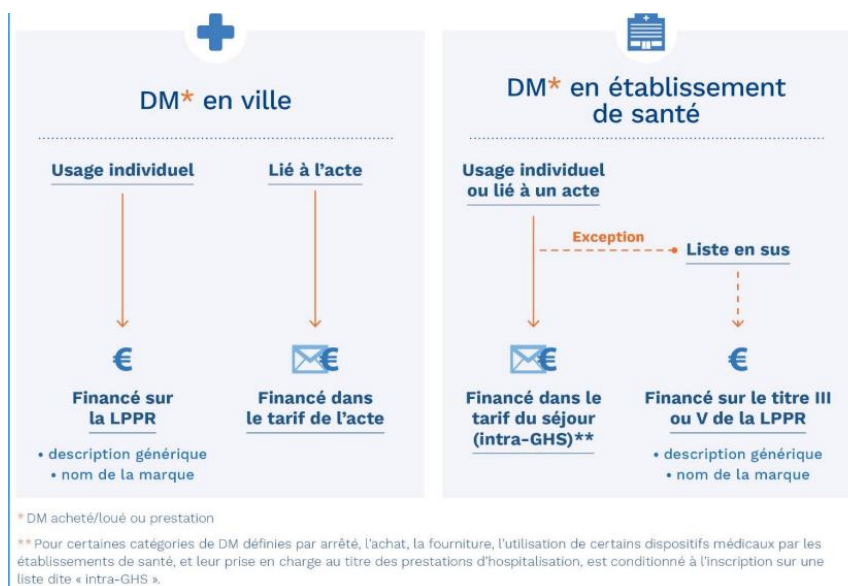 DM* en ville
Usage individuel
Lié à l'acte
€
Financé sur
la LPPR
• description générique
• nom de la marque
€
Financé dans
le tarif de l'acte
DM* en établissement
de santé
Usage individuel
ou lié à un acte
Exception
Liste en sus
€
Financé dans le
tarif du séjour
(intra-GHS)**
€
Financé sur le titre III
ou V de la LPPR
• description générique
• nom de la marque
* DM acheté/loué ou prestation
** Pour certaines catégories de DM définies par arrêté, l'achat, la fourniture, l'utilisation de certains dispositifs médicaux par les
établissements de santé, et leur prise en charge au titre des prestations d'hospitalisation, est conditionné à l'inscription sur une
liste dite « intra-GHS ».